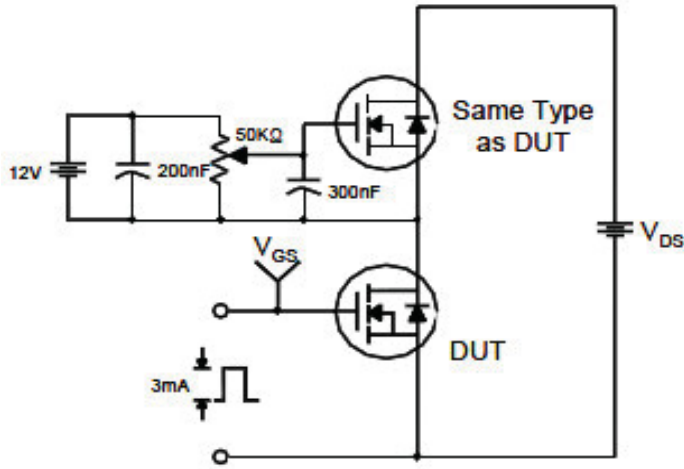 Same Type
as DUT
50KΩ
12V
200nF
300nF
VGS
VDS
DUT
3mA